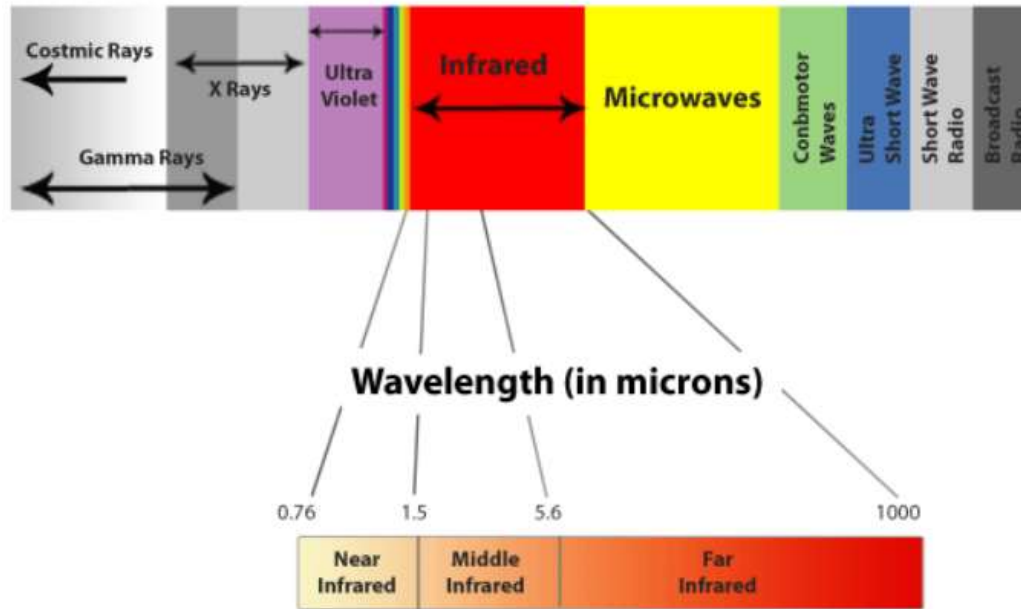 Costmic Rays
X Rays
Gamma Rays
Ultra
Violet
Infrared
Microwaves
Conbmotor
Waves
Ultra
Short Wave
Short Wave
Radio
Broadcast
Radio
Wavelength (in microns)
0.76
1.5
5.6
1000
Near
Infrared
Middle
Infrared
Far
Infrared